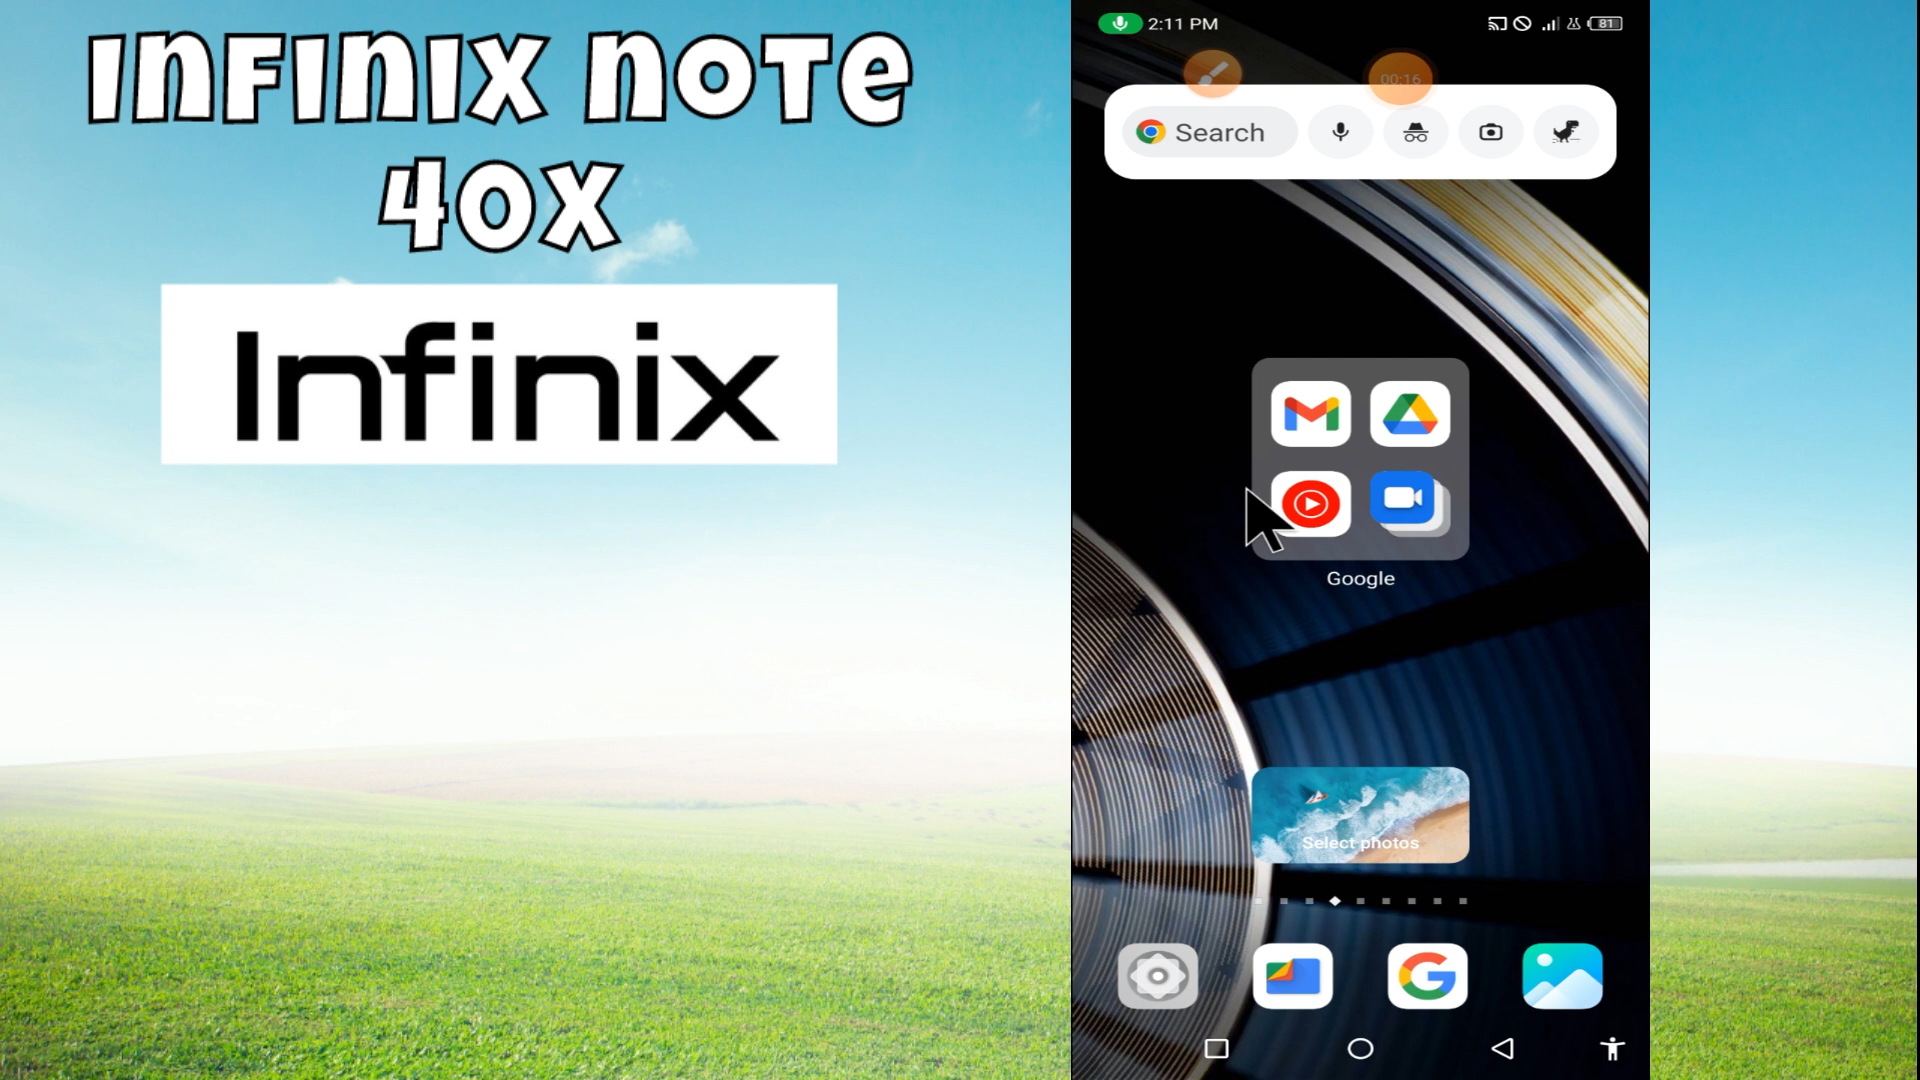 INFINIX NOTE
40X
Infinix
2:11 PM
81
00:16
Search
Google
Select photos